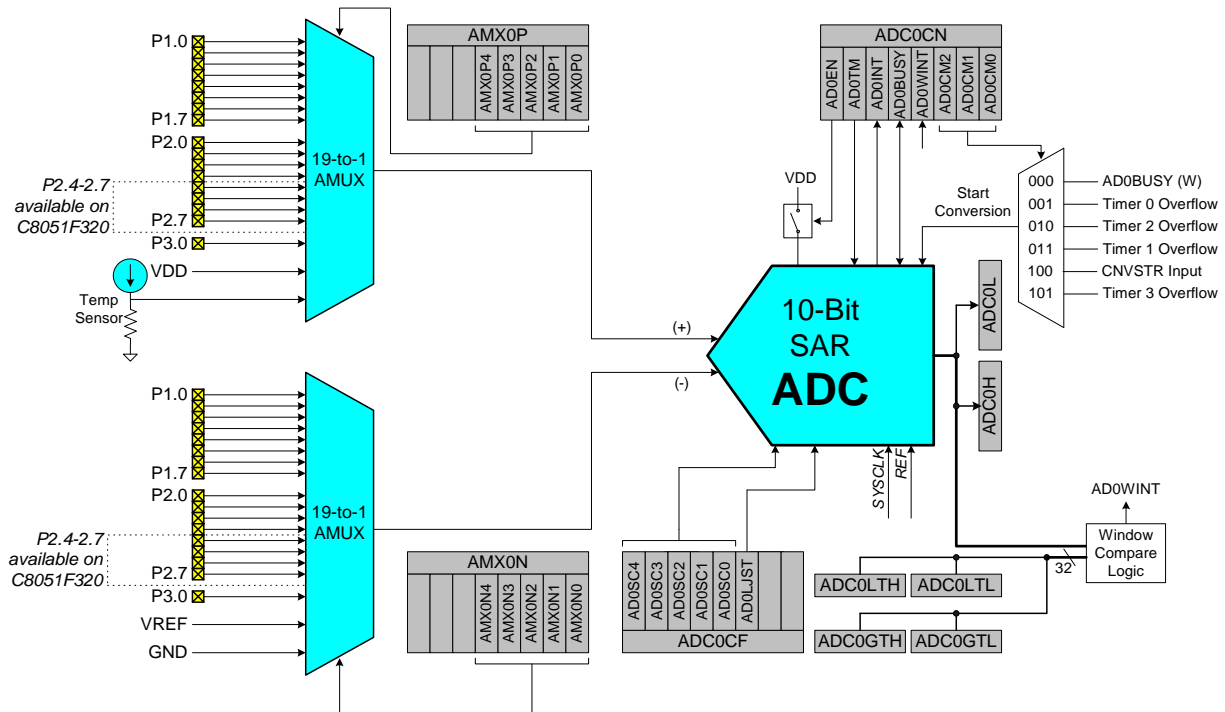 AMX0P
AMX0P4
AMX0P3
AMX0P2
AMX0P1
AMX0P0
ADC0CN
AD0EN
AD0TM
AD0INT
AD0BUSY
AD0WINT
AD0CM2
AD0CM1
AD0CM0
P1.0
P1.7
P2.0
P2.4-2.7
available on
C8051F320
P2.7
P3.0
VDD
Temp
Sensor
19-to-1
AMUX
VDD
Start
Conversion
000
AD0BUSY (W)
001
Timer 0 Overflow
010
Timer 2 Overflow
011
Timer 1 Overflow
100
CNVSTR Input
101
Timer 3 Overflow
(+)
(-)
10-Bit
SAR
ADC
ADC0L
ADC0H
SYSCLK
REF
P1.0
P1.7
P2.0
P2.4-2.7
available on
C8051F320
P2.7
P3.0
VREF
GND
19-to-1
AMUX
AMX0N
AMX0N4
AMX0N3
AMX0N2
AMX0N1
AMX0N0
AD0SC4
AD0SC3
AD0SC2
AD0SC1
AD0SC0
AD0LJST
ADC0CF
AD0WINT
Window
Compare
Logic
32
ADC0LTH
ADC0LTL
ADC0GTH
ADC0GTL